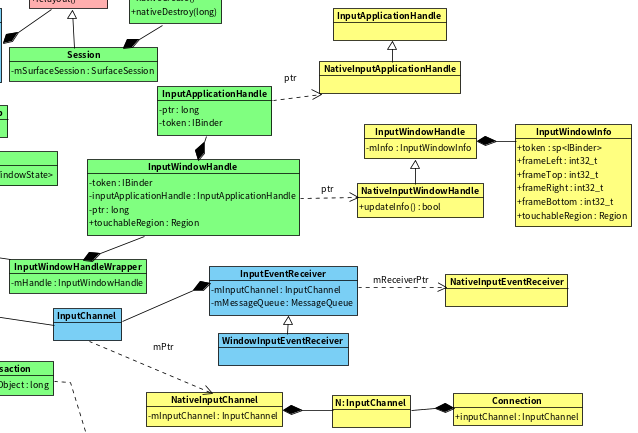 +nativeDestroy(long)
InputApplicationHandle
Session
-mSurfaceSession : SurfaceSession
NativeInputApplicationHandle
ptr
InputApplicationHandle
-ptr : long
-token : IBinder
InputWindowHandle
-mInfo : InputWindowInfo
InputWindowInfo
+token : sp<IBinder>
+frameLeft : int32_t
+frameTop : int32_t
+frameRight : int32_t
+frameBottom : int32_t
+touchableRegion : Region
indowState>
InputWindowHandle
-token : IBinder
-inputApplicationHandle : InputApplicationHandle
-ptr : long
+touchableRegion : Region
ptr
NativeInputWindowHandle
+updateInfo() : bool
InputWindowHandleWrapper
-mHandle : InputWindowHandle
InputEventReceiver
-mInputChannel : InputChannel
-mMessageQueue : MessageQueue
mReceiverPtr
NativeInputEventReceiver
InputChannel
WindowInputEventReceiver
mPtr
saction
Object : long
NativeInputChannel
-mInputChannel : InputChannel
N: InputChannel
Connection
+inputChannel : InputChannel